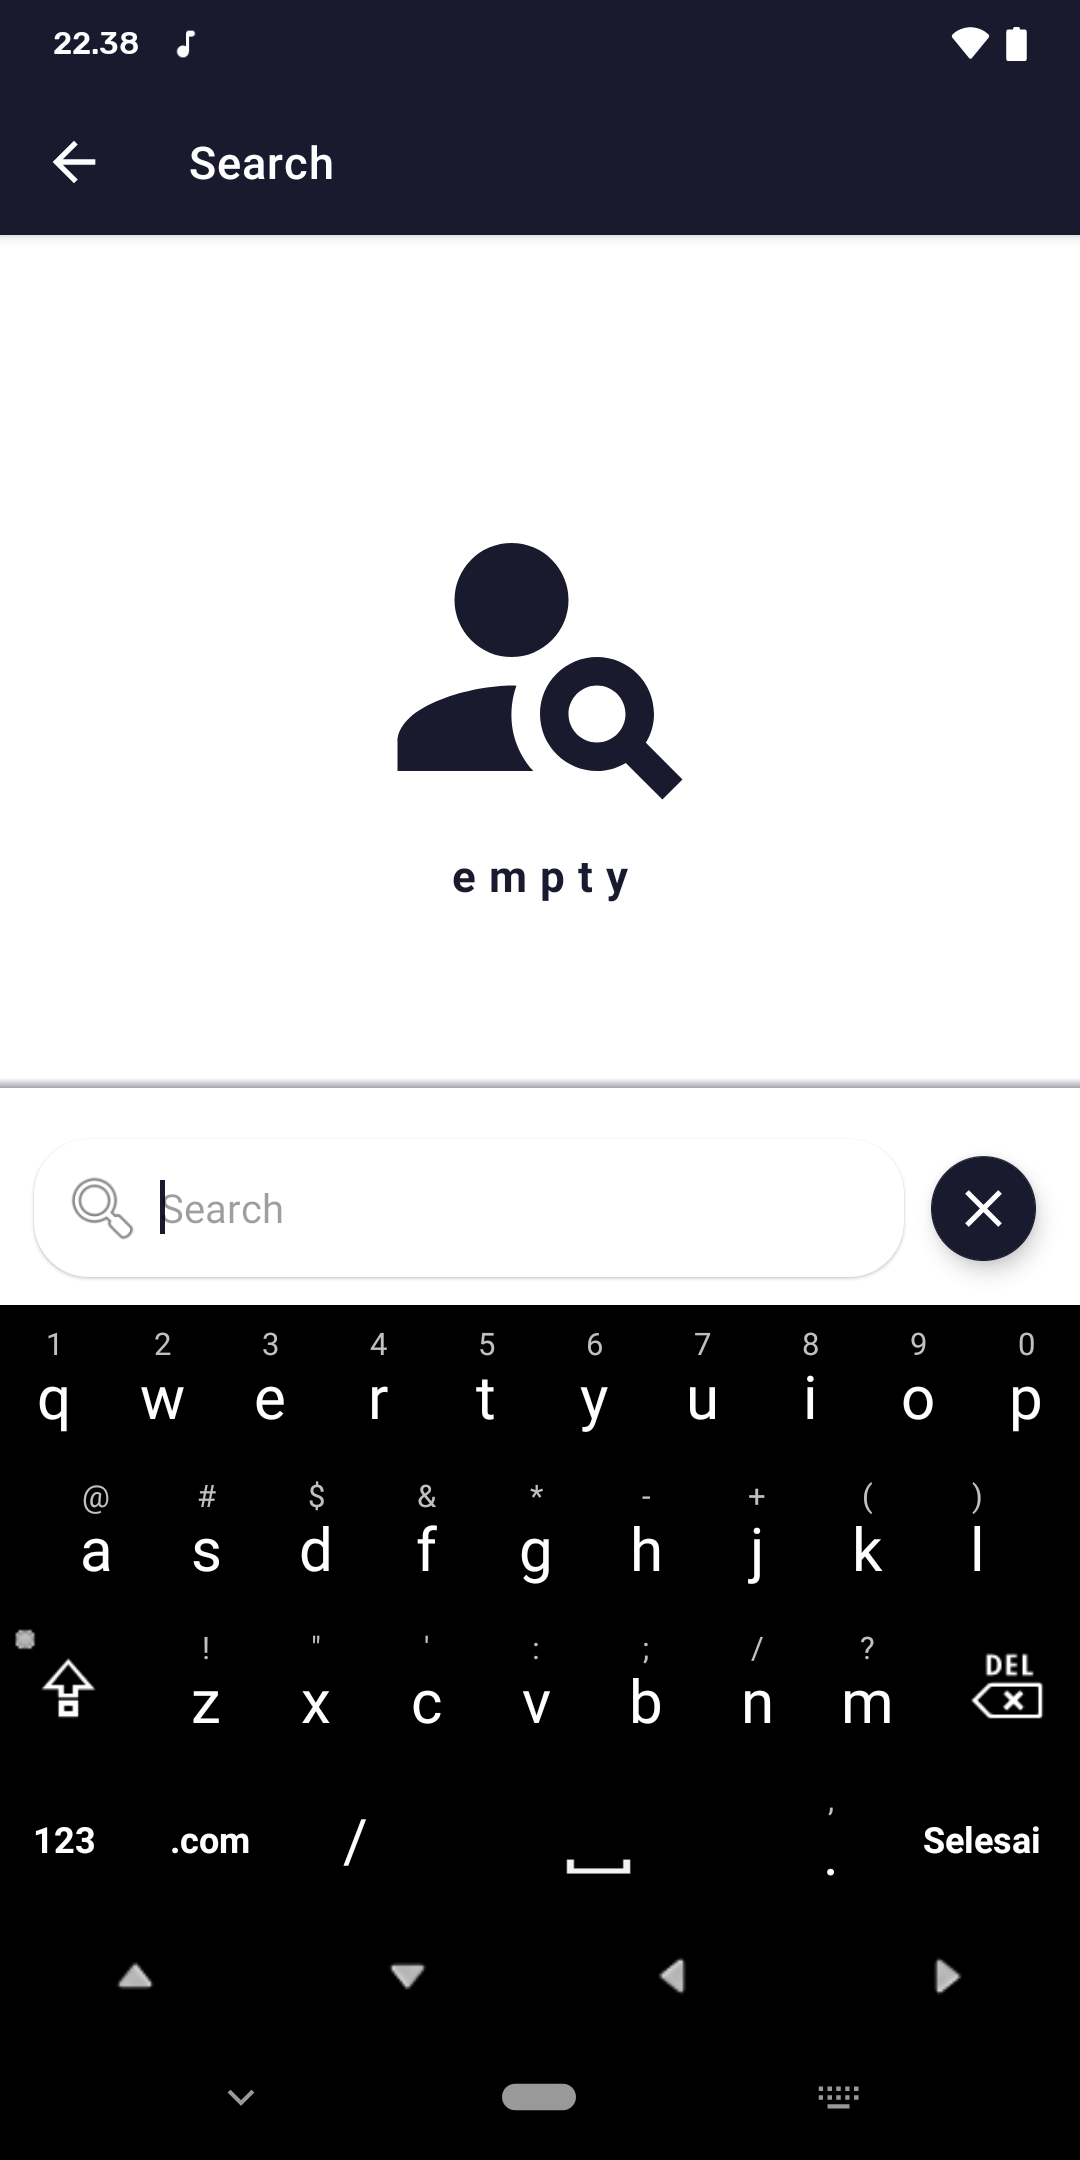 22.38
Search
empty
Search
1 2 3 4 5 6 7 8 9 0
q w e r t y u i o p
@ # $ & * - + ( )
a s d f g h j k l
! " ' : ; / ?
z x c v b n m
DEL
,
123 .com / . Selesai